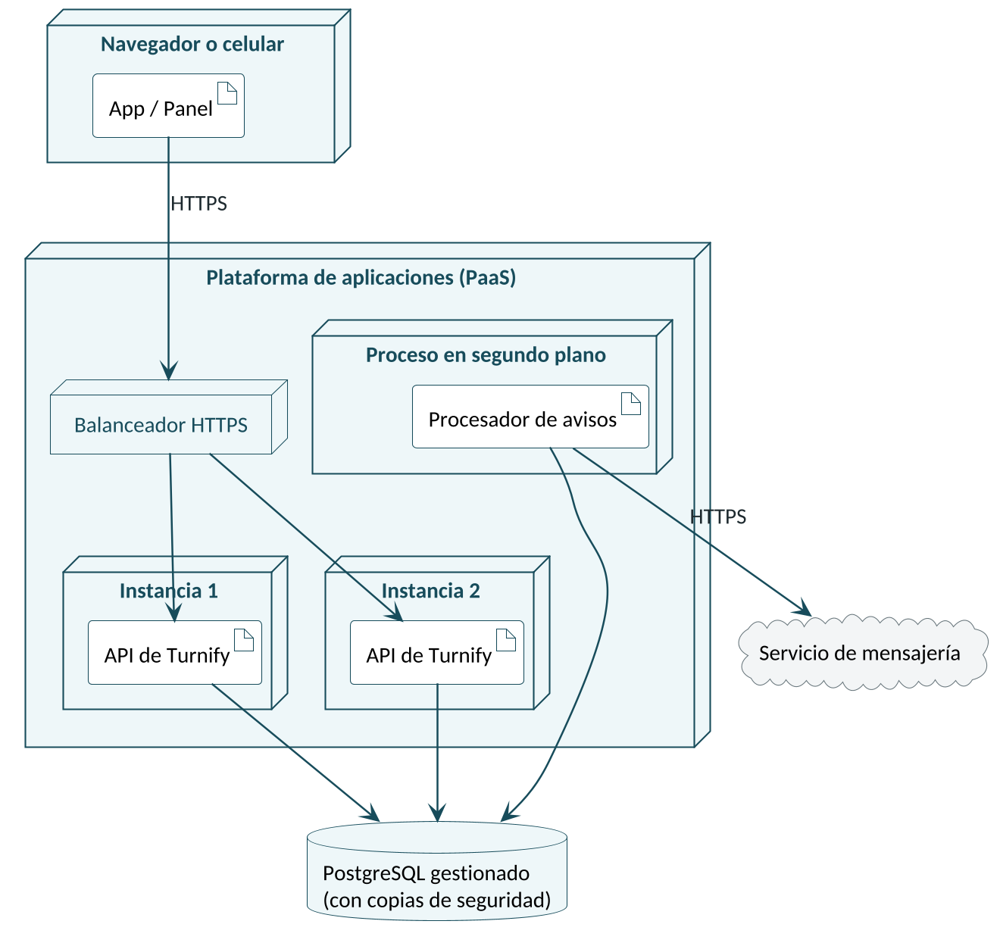 Navegador o celular
App / Panel
HTTPS
Plataforma de aplicaciones (PaaS)
Proceso en segundo plano
Procesador de avisos
Balanceador HTTPS
HTTPS
Instancia 1
Instancia 2
API de Turnify
API de Turnify
Servicio de mensajería
PostgreSQL gestionado
(con copias de seguridad)